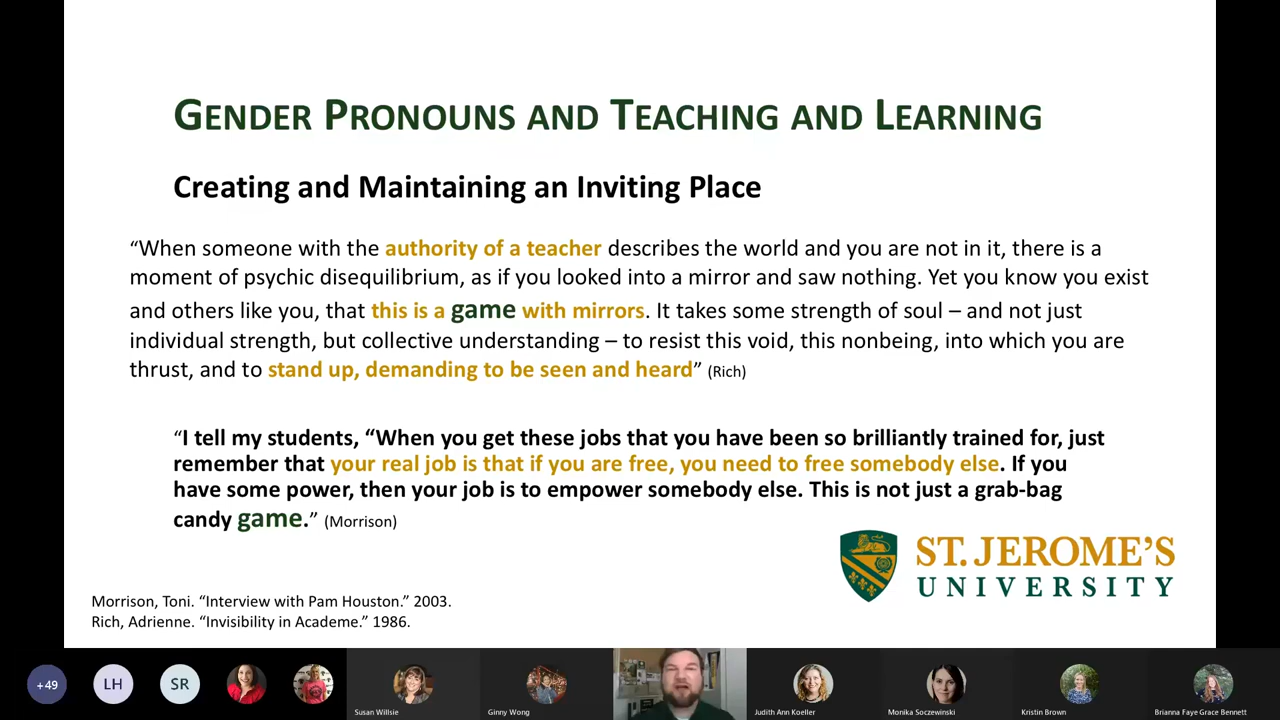 GENDER PRONOUNS AND TEACHING AND LEARNING
Creating and Maintaining an Inviting Place
“When someone with the authority of a teacher describes the world and you are not in it, there is a
moment of psychic disequilibrium, as if you looked into a mirror and saw nothing. Yet you know you exist
and others like you, that this is a game with mirrors. It takes some strength of soul – and not just
individual strength, but collective understanding – to resist this void, this nonbeing, into which you are
thrust, and to stand up, demanding to be seen and heard” (Rich)
“I tell my students, “When you get these jobs that you have been so brilliantly trained for, just
remember that your real job is that if you are free, you need to free somebody else. If you
have some power, then your job is to empower somebody else. This is not just a grab-bag
candy game.” (Morrison)
ST. JEROME’S
UNIVERSITY
Morrison, Toni. “Interview with Pam Houston.” 2003.
Rich, Adrienne. “Invisibility in Academe.” 1986.
+49
LH
SR
Susan Willsie
Ginny Wong
Judith Ann Koeller
Monika Soczewinski
Kristin Brown
Brianna Faye Grace Bennett